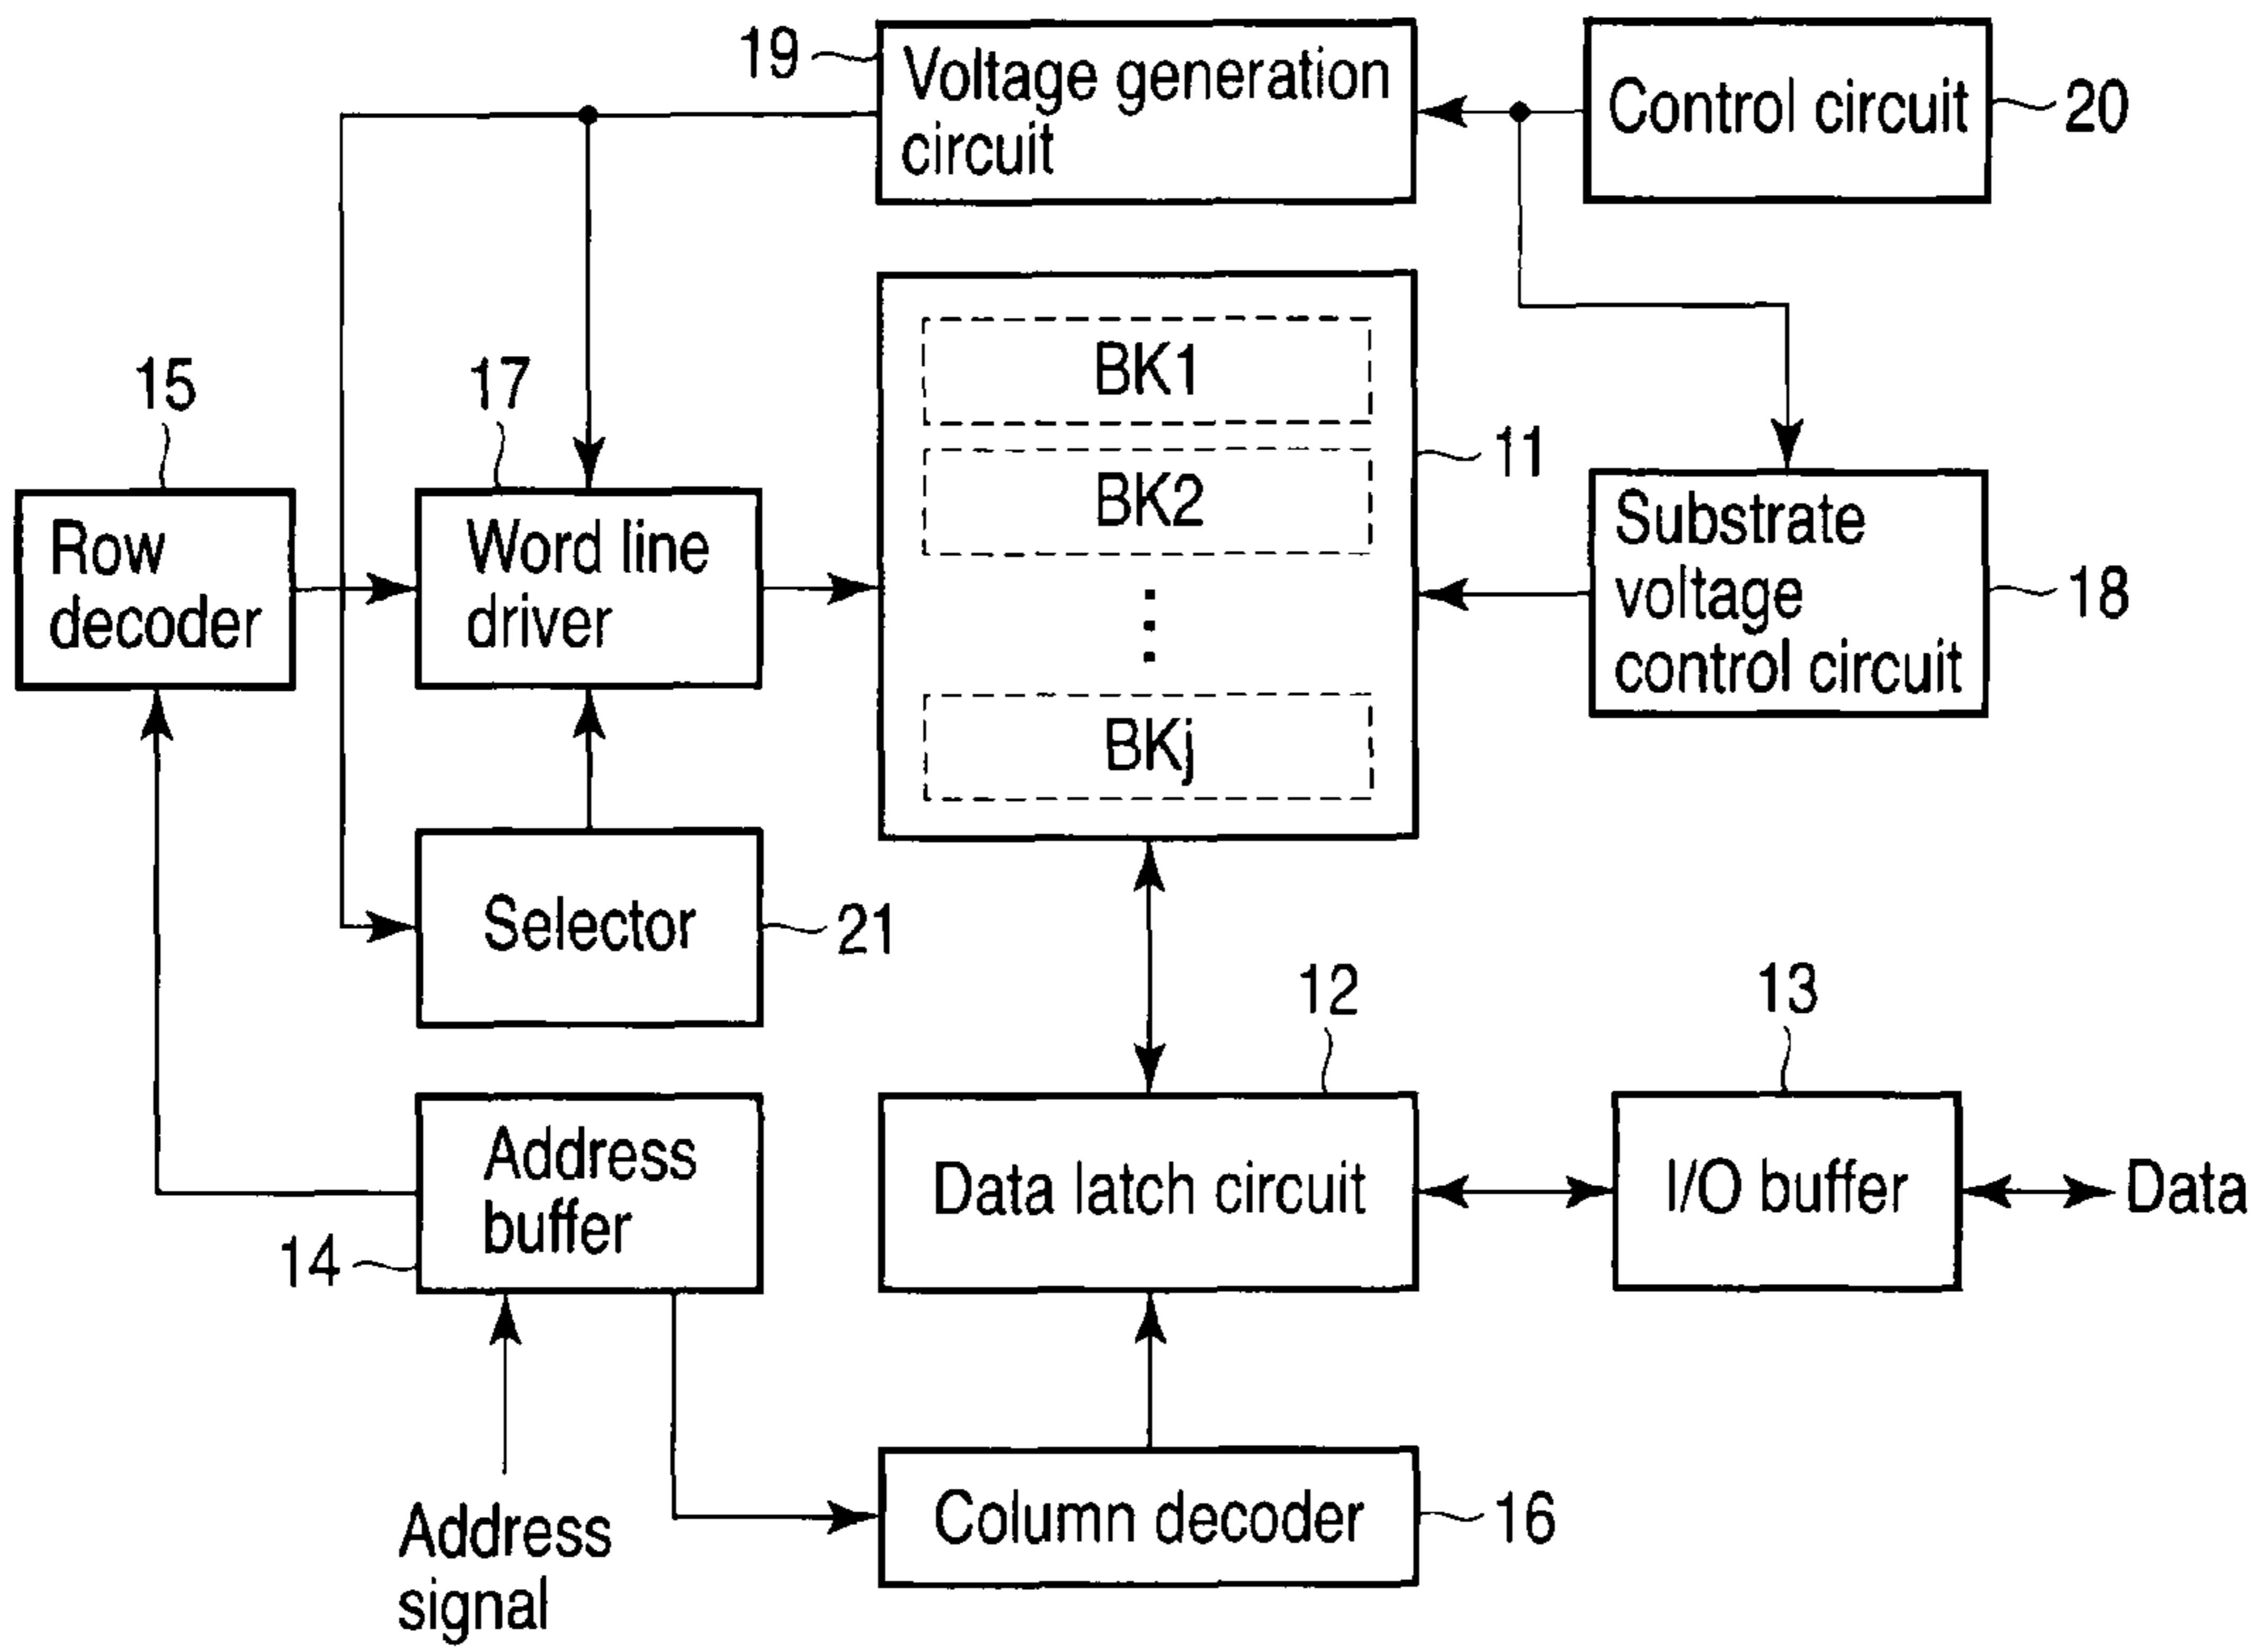 19
Voltage generation
circuit
Control circuit
20
BK1
BK2
BKj
11
15
17
Row
decoder
Word line
driver
Substrate
voltage
control circuit
18
Selector
21
12
13
Address
buffer
14
Data latch circuit
I/O buffer
Data
Column decoder
16
Address
signal